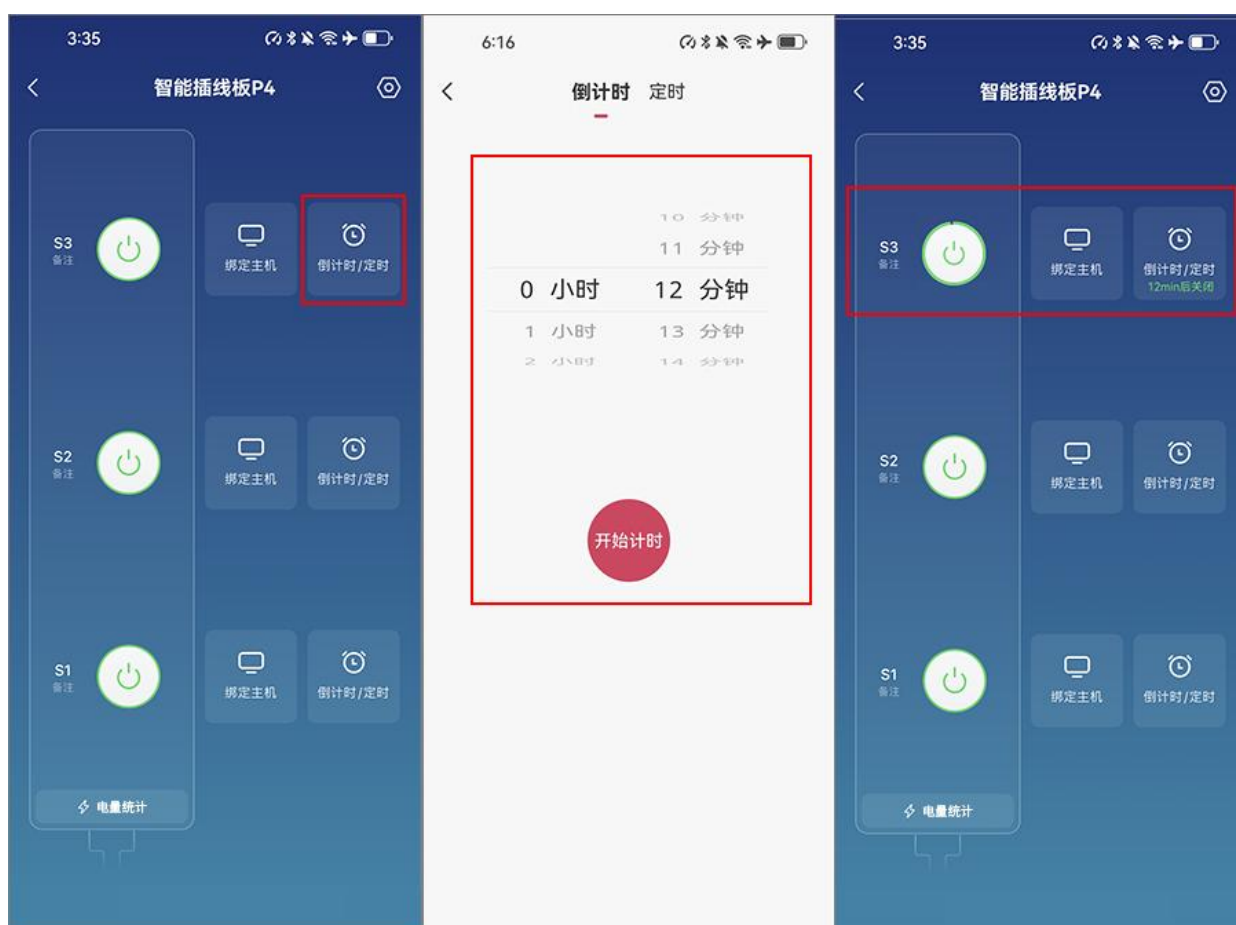 3:35
智能插线板P4
S3
备注
绑定主机
倒计时/定时
S2
备注
绑定主机
倒计时/定时
S1
备注
绑定主机
倒计时/定时
电量统计
6:16
倒计时 定时
10 分钟
11 分钟
0 小时 12 分钟
1 小时 13 分钟
2 小时 14 分钟
开始计时
3:35
智能插线板P4
S3
备注
绑定主机
倒计时/定时
12min后关闭
S2
备注
绑定主机
倒计时/定时
S1
备注
绑定主机
倒计时/定时
电量统计